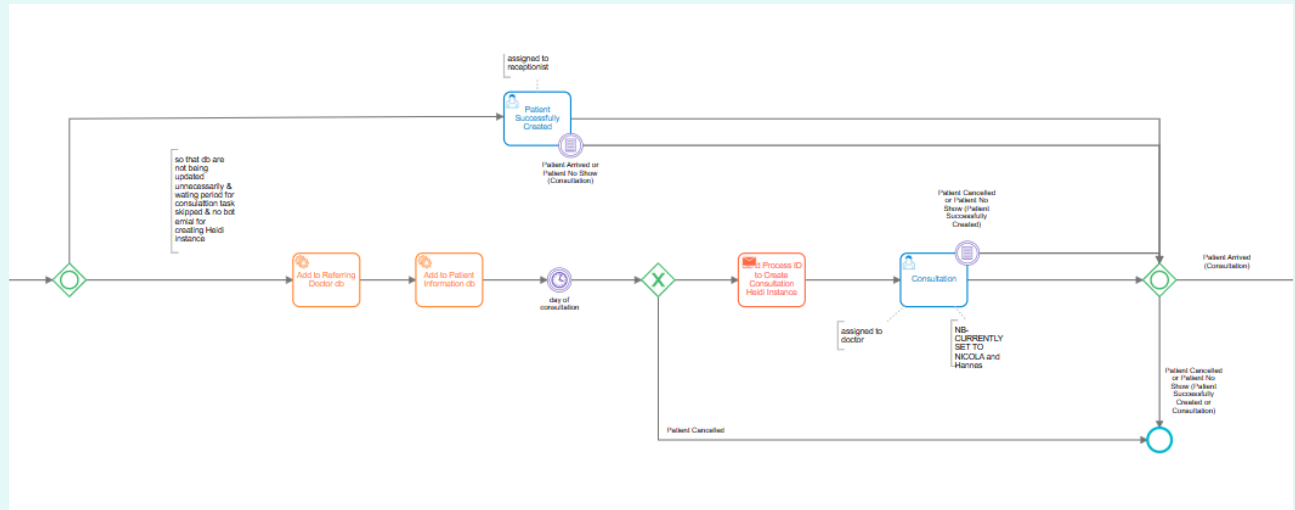 assigned to
receptionist
Patient
Successfully
Created
Patient Arrived or
Patient No Show
(Consultation)
so that db are
not being
updated
unnecessarily &
wating period for
consulattion task
skipped & no bot
emial for
creating Heidi
instance
Patient Cancelled
or Patient No
Show (Patient
Successfully
Created)
Add to Referring
Doctor db
Add to Patient
Information db
day of
consultation
Process ID
to Create
Consultation
Heidi Instance
Consultation
Patient Arrived
(Consultation)
assigned to
doctor
NB-
CURRENTLY
SET TO
NICOLA and
Hannes
Patient Cancelled
or Patient No
Show (Patient
Successfully
Created or
Consultation)
Patient Cancelled